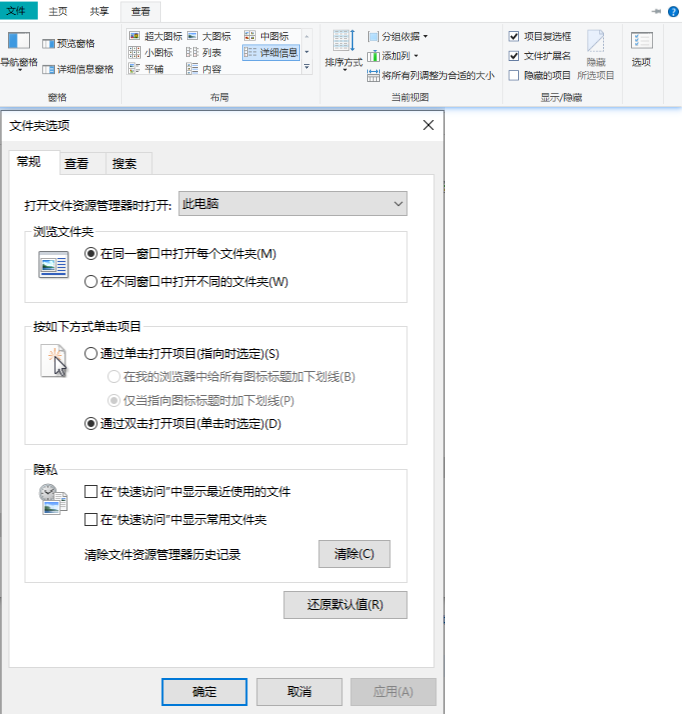 文件 主页 共享 查看
导航窗格
预览窗格
详细信息窗格
窗格
超大图标 大图标 中图标
小图标 列表 详细信息
平铺 内容
布局
排序方式
分组依据
添加列
将所有列调整为合适的大小
当前视图
项目复选框
文件扩展名
隐藏的项目
隐藏
所选项目
显示/隐藏
选项
文件夹选项
常规 查看 搜索
打开文件资源管理器时打开: 此电脑
浏览文件夹
在同一窗口中打开每个文件夹(M)
在不同窗口中打开不同的文件夹(W)
按如下方式单击项目
通过单击打开项目(指向时选定)(S)
在我的浏览器中给所有图标标题加下划线(B)
仅当指向图标标题时加下划线(P)
通过双击打开项目(单击时选定)(D)
隐私
在"快速访问"中显示最近使用的文件
在"快速访问"中显示常用文件夹
清除文件资源管理器历史记录 清除(C)
还原默认值(R)
确定 取消 应用(A)